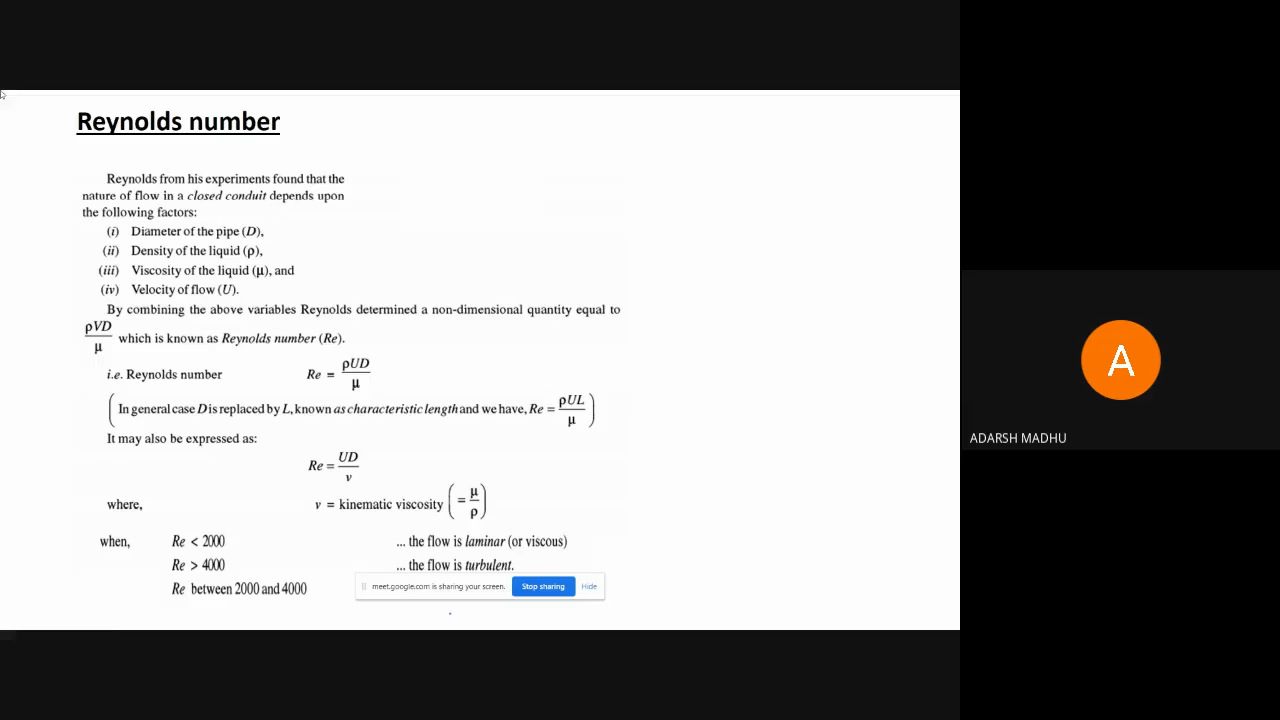 Reynolds number
Reynolds from his experiments found that the
nature of flow in a closed conduit depends upon
the following factors:
(i) Diameter of the pipe (D),
(ii) Density of the liquid (ρ),
(iii) Viscosity of the liquid (μ), and
(iv) Velocity of flow (U).
By combining the above variables Reynolds determined a non-dimensional quantity equal to
ρVD/μ which is known as Reynolds number (Re).
i.e. Reynolds number Re = ρUD/μ
(In general case D is replaced by L, known as characteristic length and we have, Re = ρUL/μ)
It may also be expressed as:
Re = UD/ν
where, ν = kinematic viscosity (= μ/ρ)
when, Re < 2000 ... the flow is laminar (or viscous)
Re > 4000 ... the flow is turbulent.
Re between 2000 and 4000
meet.google.com is sharing your screen. Stop sharing Hide
A
ADARSH MADHU